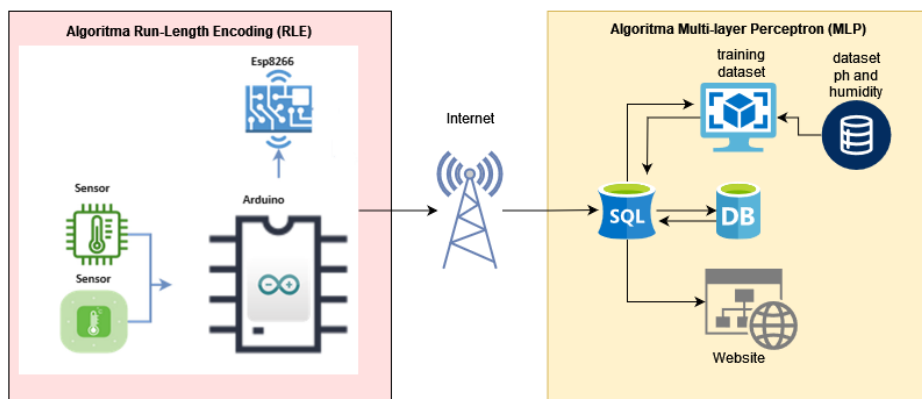 Algoritma Run-Length Encoding (RLE)
Esp8266
Sensor
Arduino
Sensor
Internet
Algoritma Multi-layer Perceptron (MLP)
training
dataset
dataset
ph and
humidity
SQL
DB
Website